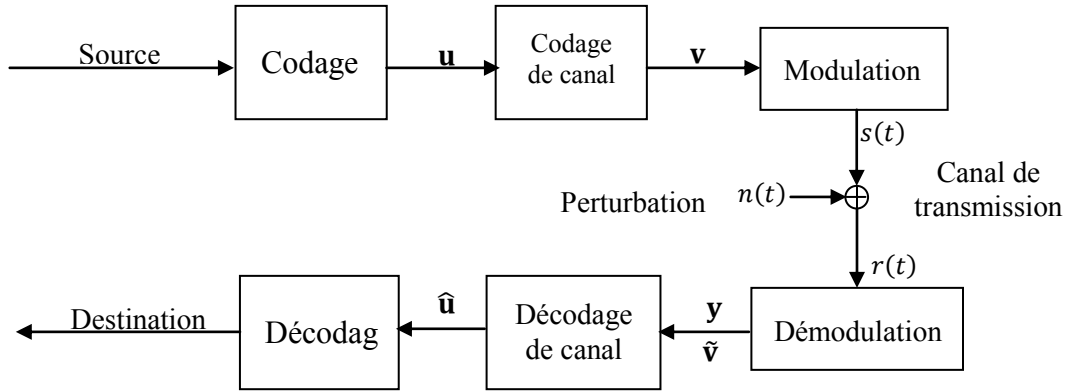 Source
Codage
𝐮
Codage
de canal
𝐯
Modulation
𝑠(𝑡)
Canal de
transmission
Perturbation
𝑛(𝑡)
𝑟(𝑡)
Destination
Décodag
𝐮̂
Décodage
de canal
𝐲
𝐯̃
Démodulation